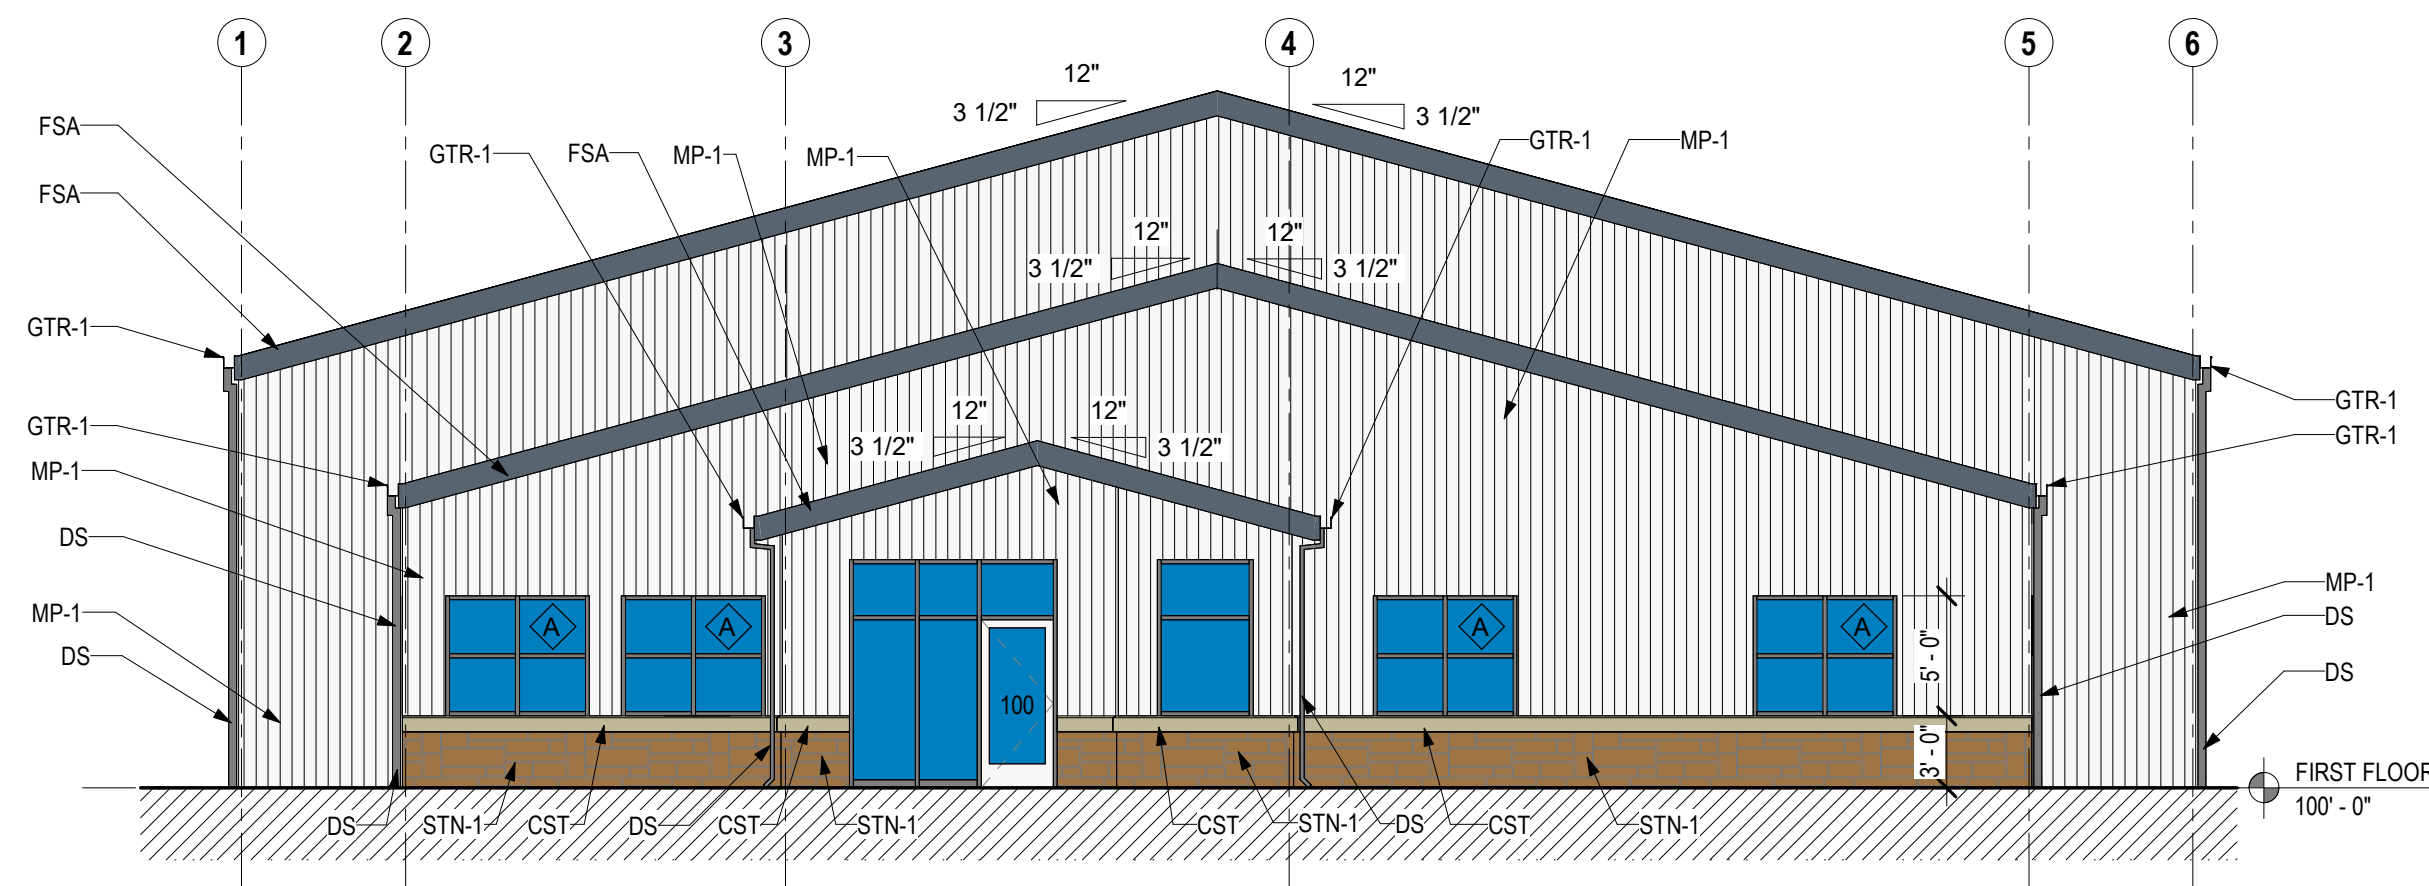 1 2 3 4 5 6
12" 12"
3 1/2" 3 1/2"
FSA
GTR-1 FSA MP-1 MP-1 GTR-1 MP-1
FSA
12" 12"
3 1/2" 3 1/2"
GTR-1
GTR-1
12" 12"
GTR-1
GTR-1
3 1/2" 3 1/2"
MP-1
DS
MP-1
MP-1
DS
A A A A
5' - 0"
DS
DS
100
3' - 0"
FIRST FLOOR
100' - 0"
DS STN-1 CST DS CST STN-1 CST STN-1 DS CST STN-1